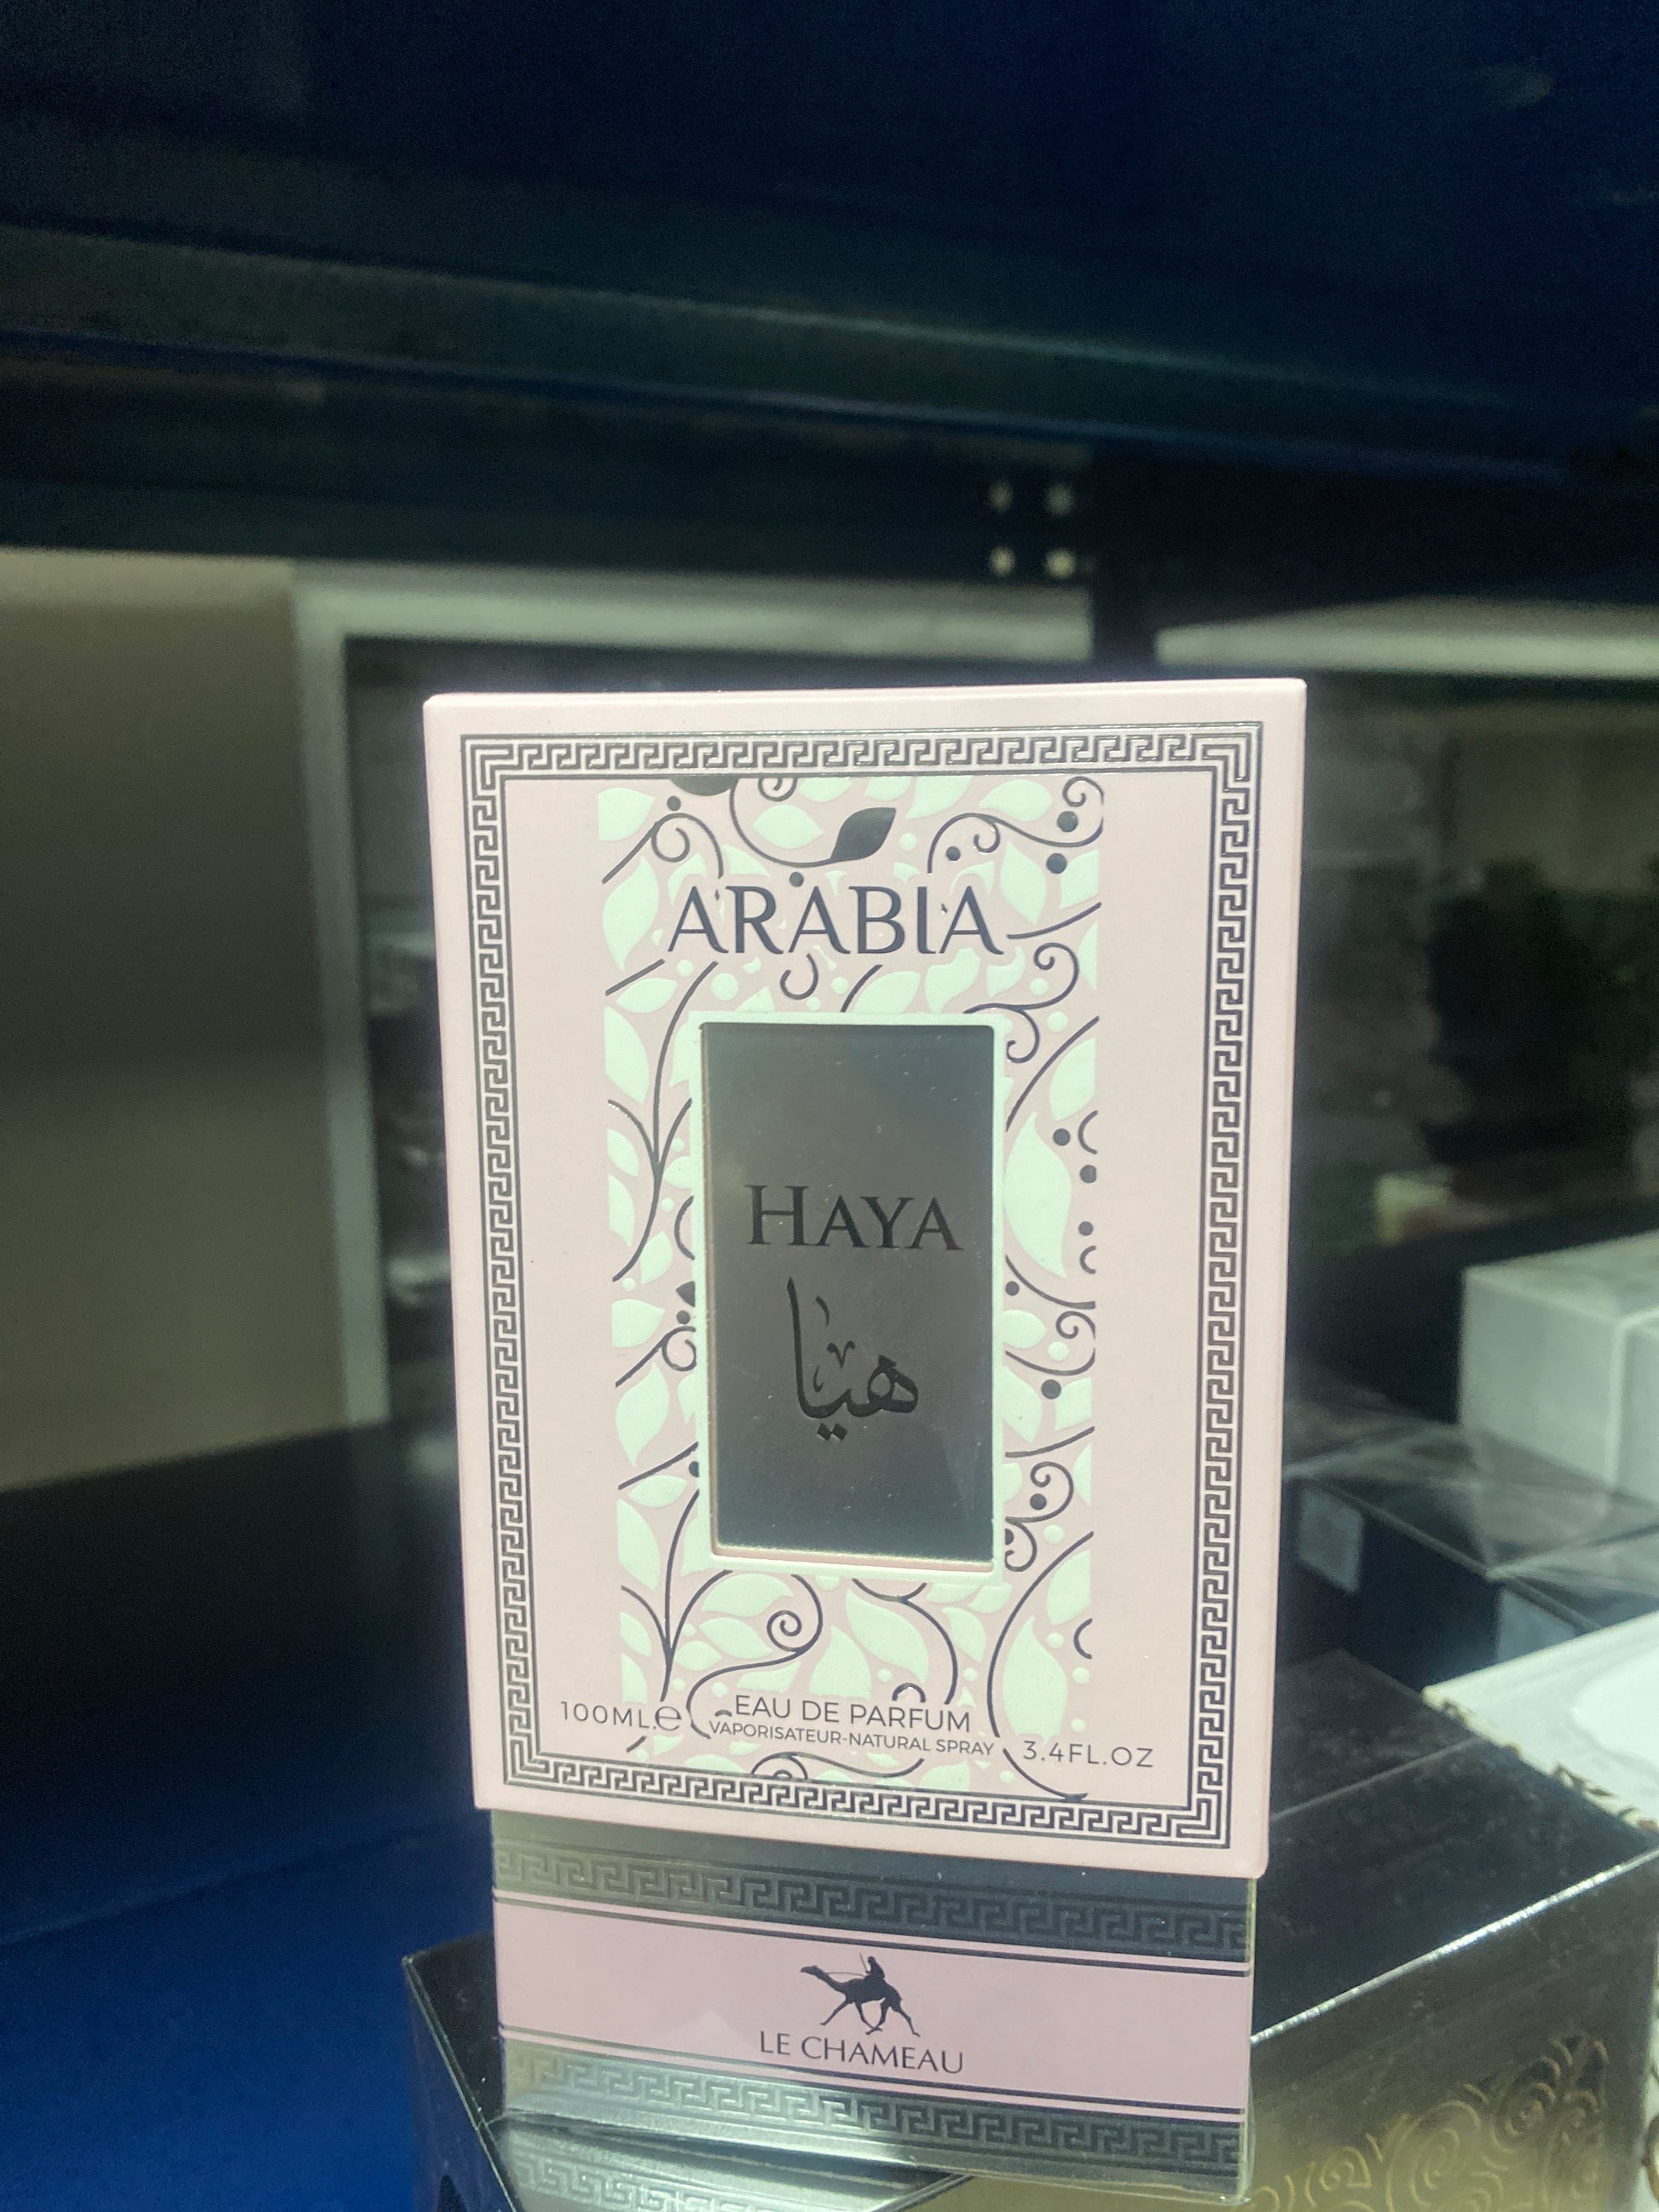 ARABIA
HAYA
هيا
100ML.e
EAU DE PARFUM
VAPORISATEUR-NATURAL SPRAY
3.4FL.OZ
LE CHAMEAU